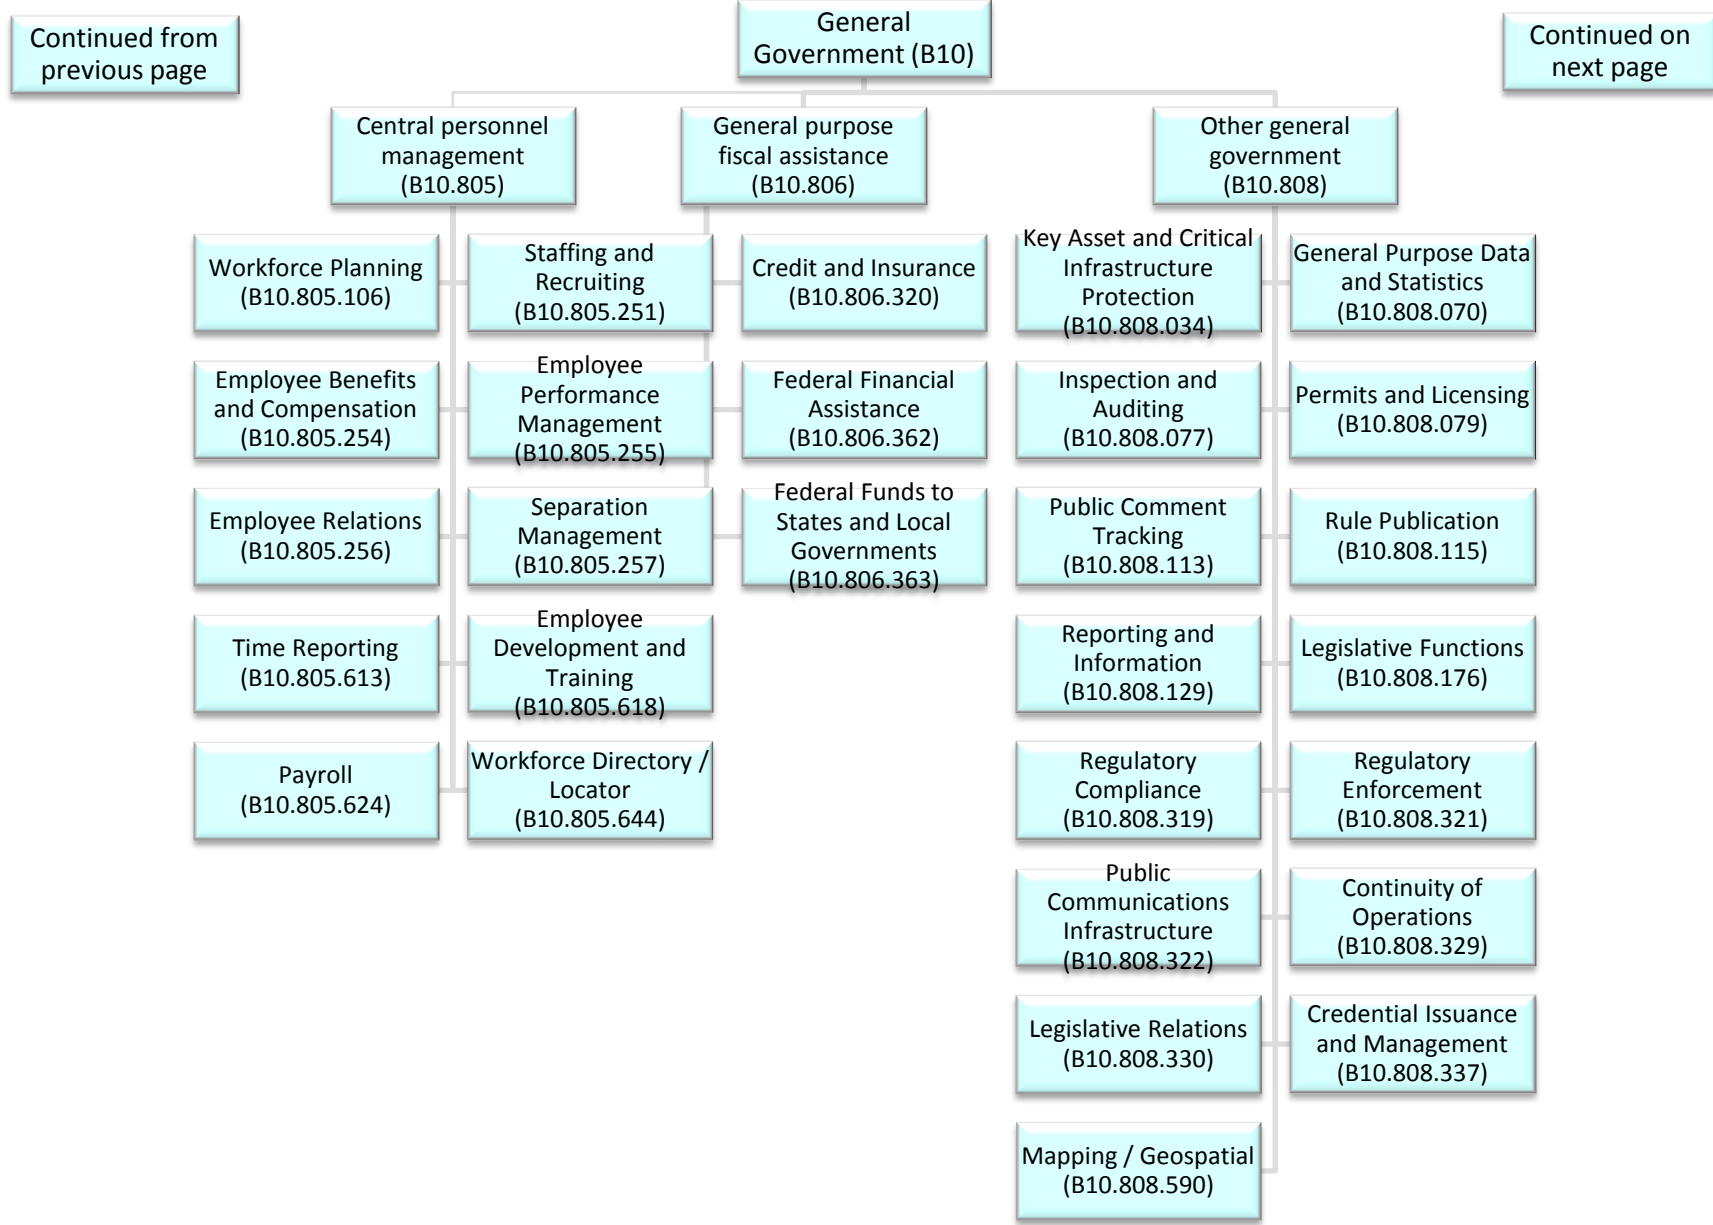 Continued from
previous page
General
Government (B10)
Continued on
next page
Central personnel
management
(B10.805)
General purpose
fiscal assistance
(B10.806)
Other general
government
(B10.808)
Workforce Planning
(B10.805.106)
Staffing and
Recruiting
(B10.805.251)
Employee Benefits
and Compensation
(B10.805.254)
Employee
Performance
Management
(B10.805.255)
Employee Relations
(B10.805.256)
Separation
Management
(B10.805.257)
Time Reporting
(B10.805.613)
Employee
Development and
Training
(B10.805.618)
Payroll
(B10.805.624)
Workforce Directory /
Locator
(B10.805.644)
Credit and Insurance
(B10.806.320)
Federal Financial
Assistance
(B10.806.362)
Federal Funds to
States and Local
Governments
(B10.806.363)
Key Asset and Critical
Infrastructure
Protection
(B10.808.034)
General Purpose Data
and Statistics
(B10.808.070)
Inspection and
Auditing
(B10.808.077)
Permits and Licensing
(B10.808.079)
Public Comment
Tracking
(B10.808.113)
Rule Publication
(B10.808.115)
Reporting and
Information
(B10.808.129)
Legislative Functions
(B10.808.176)
Regulatory
Compliance
(B10.808.319)
Regulatory
Enforcement
(B10.808.321)
Public
Communications
Infrastructure
(B10.808.322)
Continuity of
Operations
(B10.808.329)
Legislative Relations
(B10.808.330)
Credential Issuance
and Management
(B10.808.337)
Mapping / Geospatial
(B10.808.590)